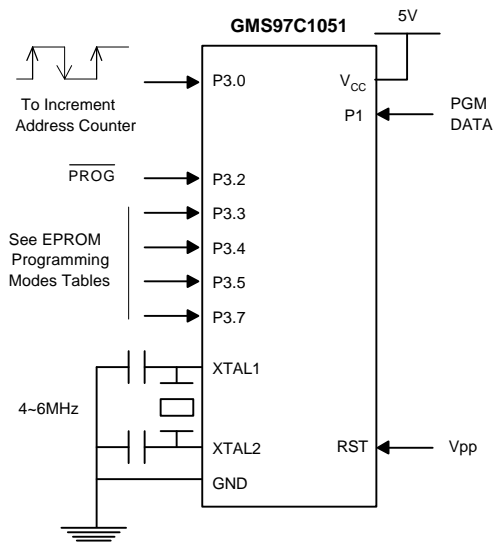 GMS97C1051
5V
P3.0
VCC
To Increment
Address Counter
P1
PGM
DATA
PROG
P3.2
P3.3
See EPROM
Programming
Modes Tables
P3.4
P3.5
P3.7
XTAL1
4~6MHz
XTAL2
RST
Vpp
GND